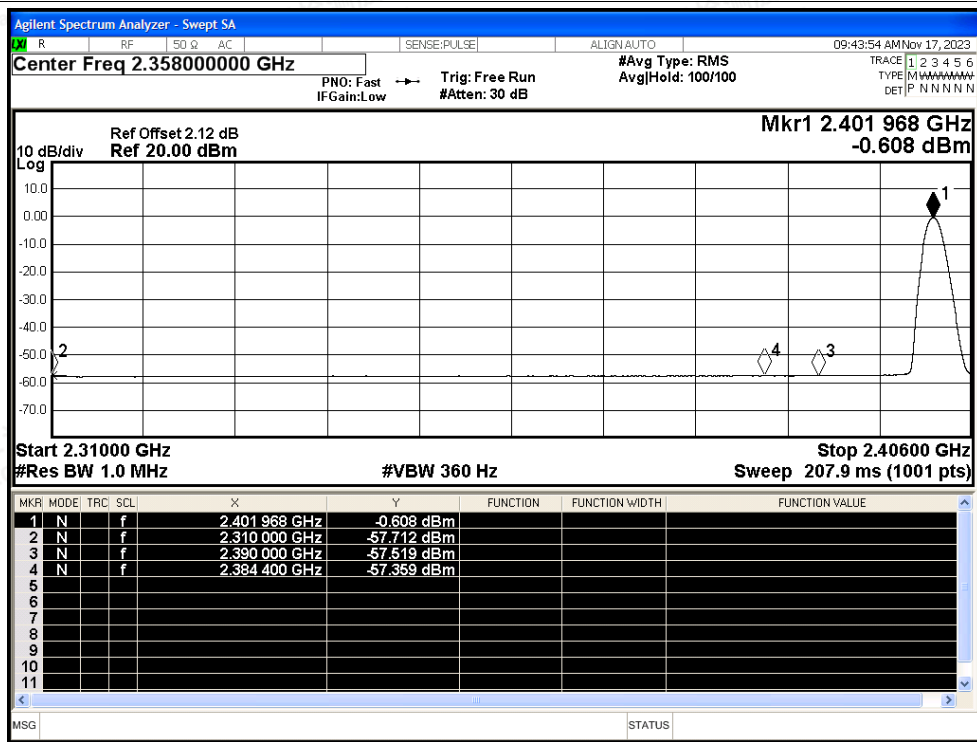 Agilent Spectrum Analyzer - Swept SA
LXI R RF 50 Ω AC SENSE:PULSE ALIGN AUTO 09:43:54 AM Nov 17, 2023
Center Freq 2.358000000 GHz
PNO: Fast
IFGain:Low
Trig: Free Run
#Atten: 30 dB
#Avg Type: RMS
Avg|Hold: 100/100
TRACE 1 2 3 4 5 6
TYPE M WWWWW
DET P N N N N N
Ref Offset 2.12 dB
10 dB/div Ref 20.00 dBm
Log
Mkr1 2.401 968 GHz
-0.608 dBm
10.0
0.00
-10.0
-20.0
-30.0
-40.0
-50.0
-60.0
-70.0
1
2
4
3
Start 2.31000 GHz Stop 2.40600 GHz
#Res BW 1.0 MHz #VBW 360 Hz Sweep 207.9 ms (1001 pts)
MKR MODE TRC SCL X Y FUNCTION FUNCTION WIDTH FUNCTION VALUE
1 N f 2.401 968 GHz -0.608 dBm
2 N f 2.310 000 GHz -57.712 dBm
3 N f 2.390 000 GHz -57.519 dBm
4 N f 2.384 400 GHz -57.359 dBm
5
6
7
8
9
10
11
MSG STATUS